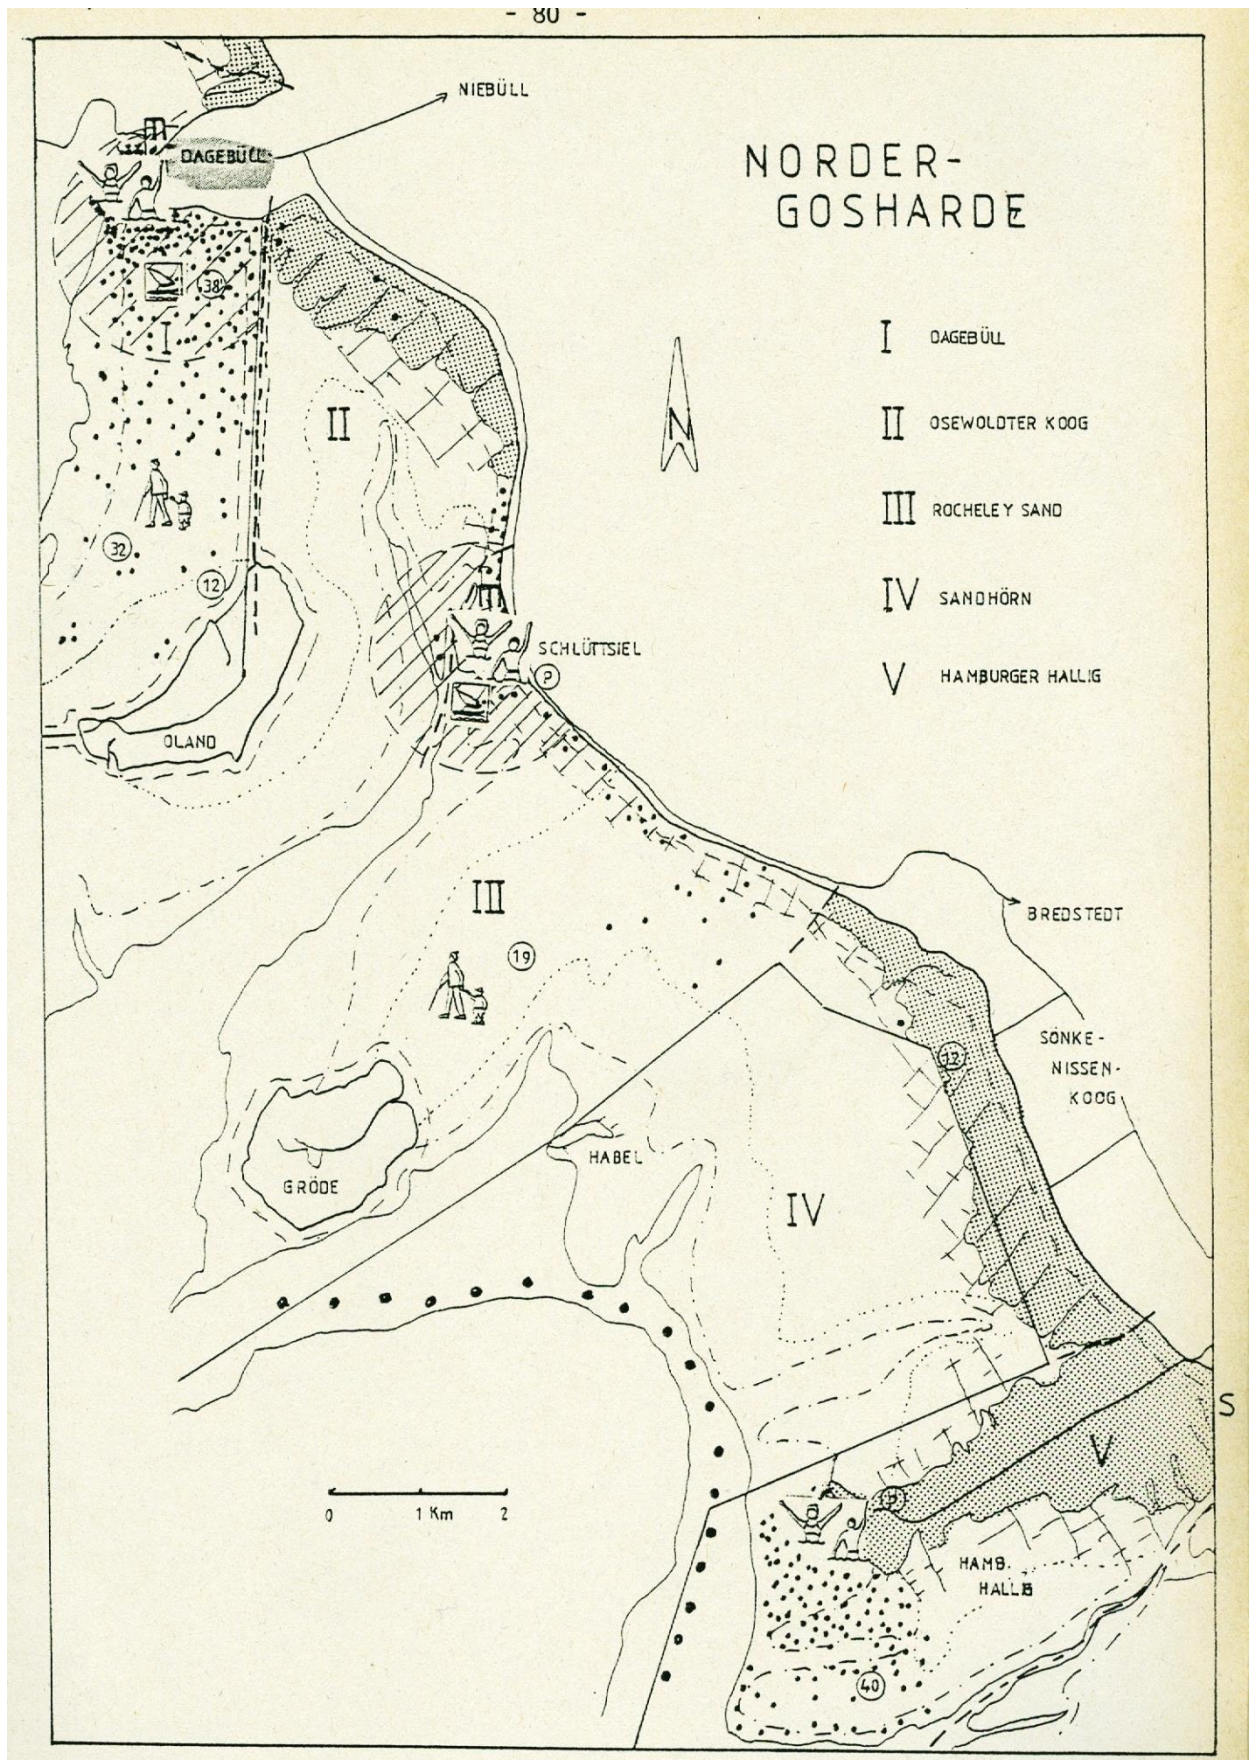 - 80 -
NIEBÜLL
DAGEBÜLL
NORDER-
GOSHARDE
38
I
I DAGEBÜLL
II
II OSEWOLDTER KOOG
N
III ROCHELEY SAND
32
12
IV SANDHÖRN
SCHLÜTTSIEL
P
V HAMBURGER HALLIG
OLAND
III
BREDSTEDT
19
SÖNKE-
NISSEN-
KOOG
12
HABEL
GRÖDE
IV
S
V
0 1 Km 2
P
HAMB.
HALLIG
40